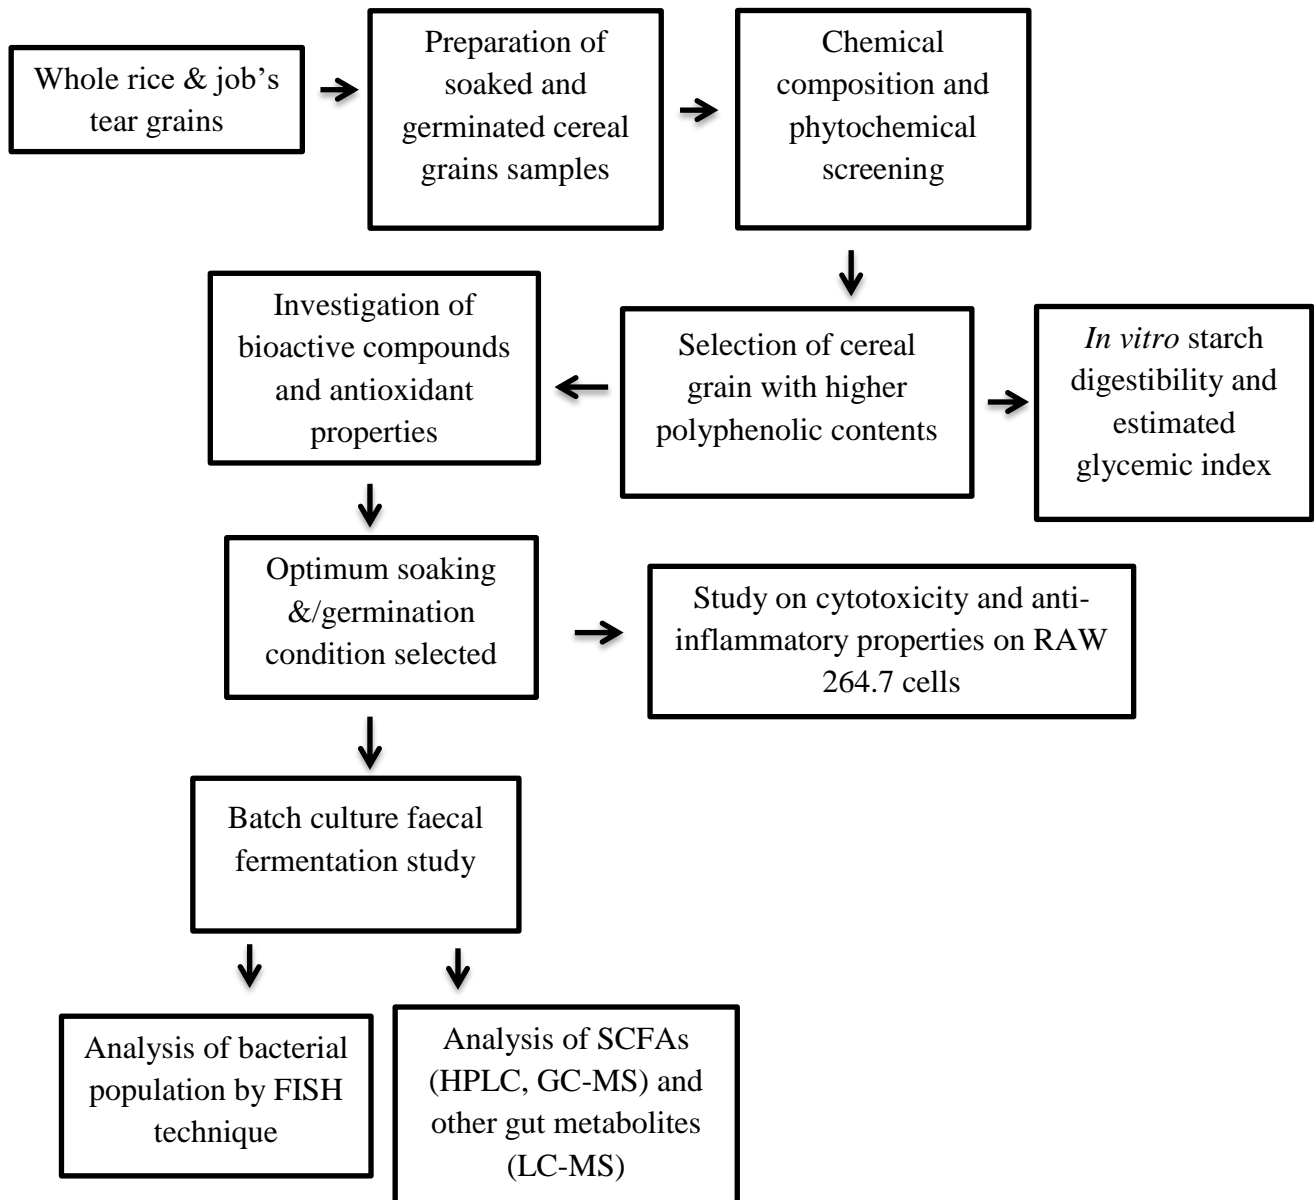 Whole rice & job’s
tear grains
Preparation of
soaked and
germinated cereal
grains samples
Chemical
composition and
phytochemical
screening
Investigation of
bioactive compounds
and antioxidant
properties
Selection of cereal
grain with higher
polyphenolic contents
In vitro starch
digestibility and
estimated
glycemic index
Optimum soaking
&/germination
condition selected
Study on cytotoxicity and anti-
inflammatory properties on RAW
264.7 cells
Batch culture faecal
fermentation study
Analysis of bacterial
population by FISH
technique
Analysis of SCFAs
(HPLC, GC-MS) and
other gut metabolites
(LC-MS)